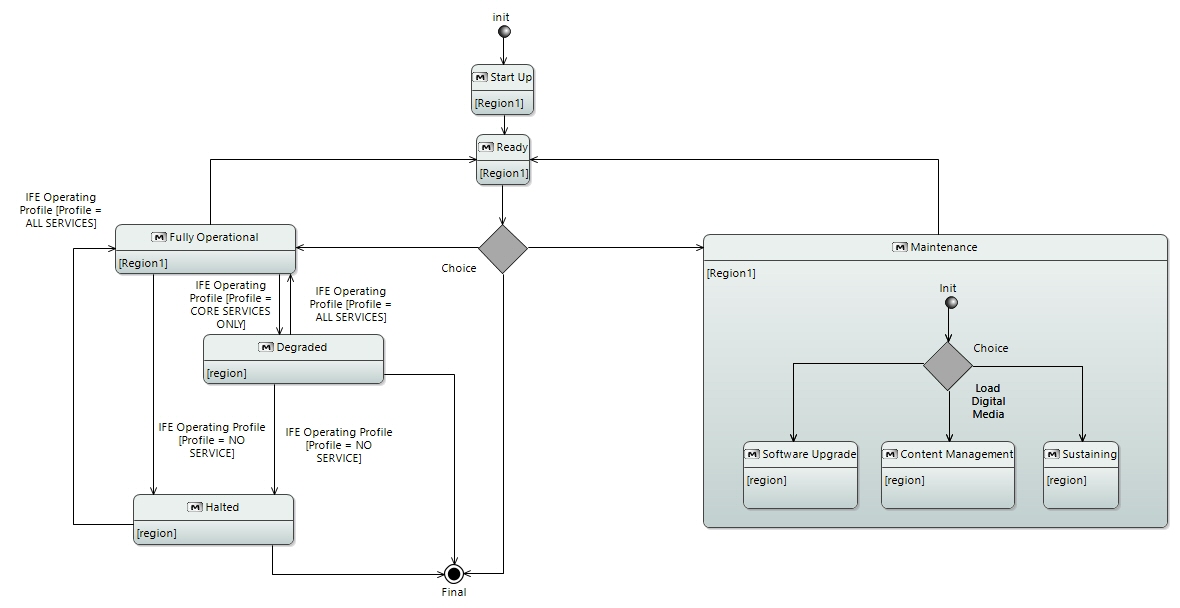 init
M Start Up
[Region1]
M Ready
[Region1]
IFE Operating
Profile [Profile =
ALL SERVICES]
M Fully Operational
[Region1]
Choice
IFE Operating
Profile [Profile =
CORE SERVICES
ONLY]
IFE Operating
Profile [Profile =
ALL SERVICES]
M Degraded
[region]
IFE Operating Profile
[Profile = NO
SERVICE]
IFE Operating Profile
[Profile = NO
SERVICE]
M Halted
[region]
Final
M Maintenance
[Region1]
Init
Choice
Load
Digital
Media
M Software Upgrade
[region]
M Content Management
[region]
M Sustaining
[region]